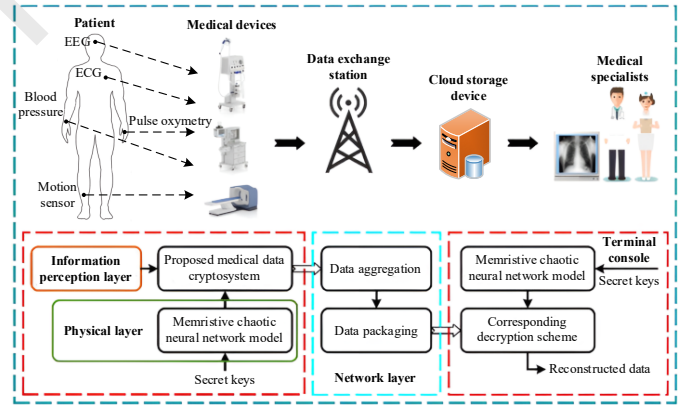 Patient
EEG
ECG
Blood
pressure
Pulse oxymetry
Motion
sensor
Medical devices
Data exchange
station
Cloud storage
device
Medical
specialists
Information
perception layer
Proposed medical data
cryptosystem
Physical layer
Memristive chaotic
neural network model
Secret keys
Data aggregation
Data packaging
Network layer
Memristive chaotic
neural network model
Terminal
console
Secret keys
Corresponding
decryption scheme
Reconstructed data